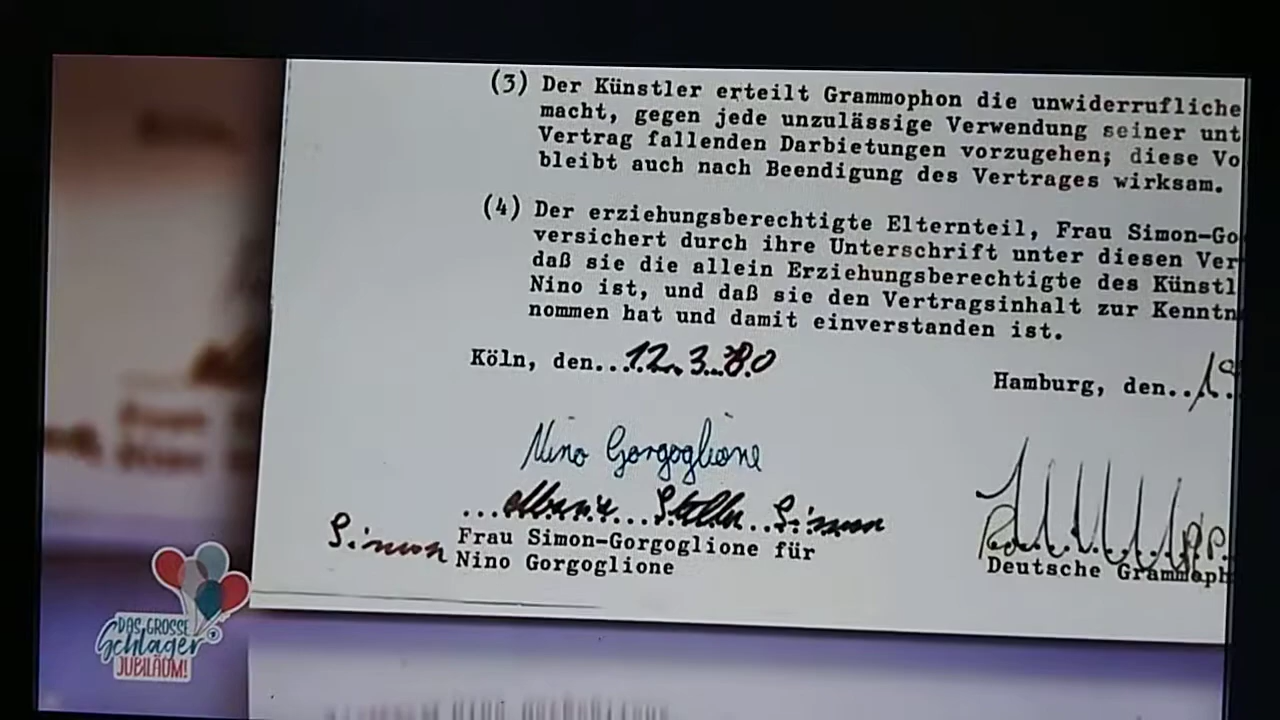 (3) Der Künstler erteilt Grammophon die unwiderrufliche
macht, gegen jede unzulässige Verwendung seiner unt
Vertrag fallenden Darbietungen vorzugehen; diese Vo
bleibt auch nach Beendigung des Vertrages wirksam.
(4) Der erziehungsberechtigte Elternteil, Frau Simon-Go
versichert durch ihre Unterschrift unter diesen Ver
daß sie die allein Erziehungsberechtigte des Künstl
Nino ist, und daß sie den Vertragsinhalt zur Kenntn
nommen hat und damit einverstanden ist.
Köln, den...12.3.80
Hamburg, den..
Nino Gorgoglione
Simon
Simon
Frau Simon-Gorgoglione für
Nino Gorgoglione
Deutsche Grammoph
DAS GROSSE
Schlager
JUBILÄUM!